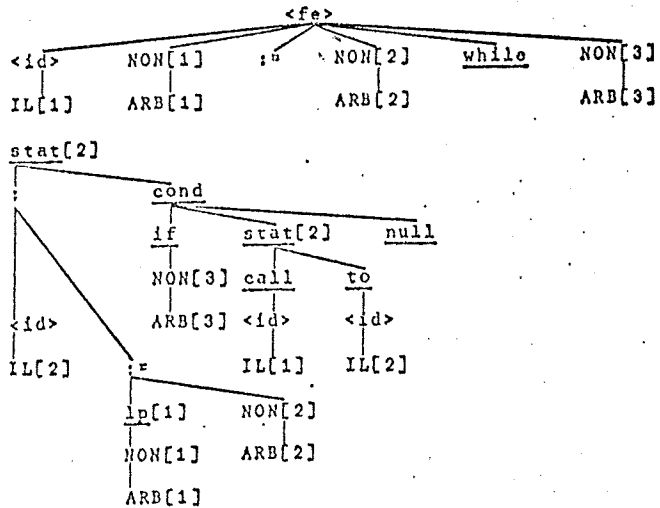 <fe>
<id> NON[1] := NON[2] while NON[3]
IL[1] ARB[1] ARB[2] ARB[3]
stat[2]
: cond
if stat[2] null
NON[3] call to
<id> ARB[3] <id> <id>
IL[2] := IL[1] IL[2]
lp[1] NON[2]
NON[1] ARB[2]
ARB[1]